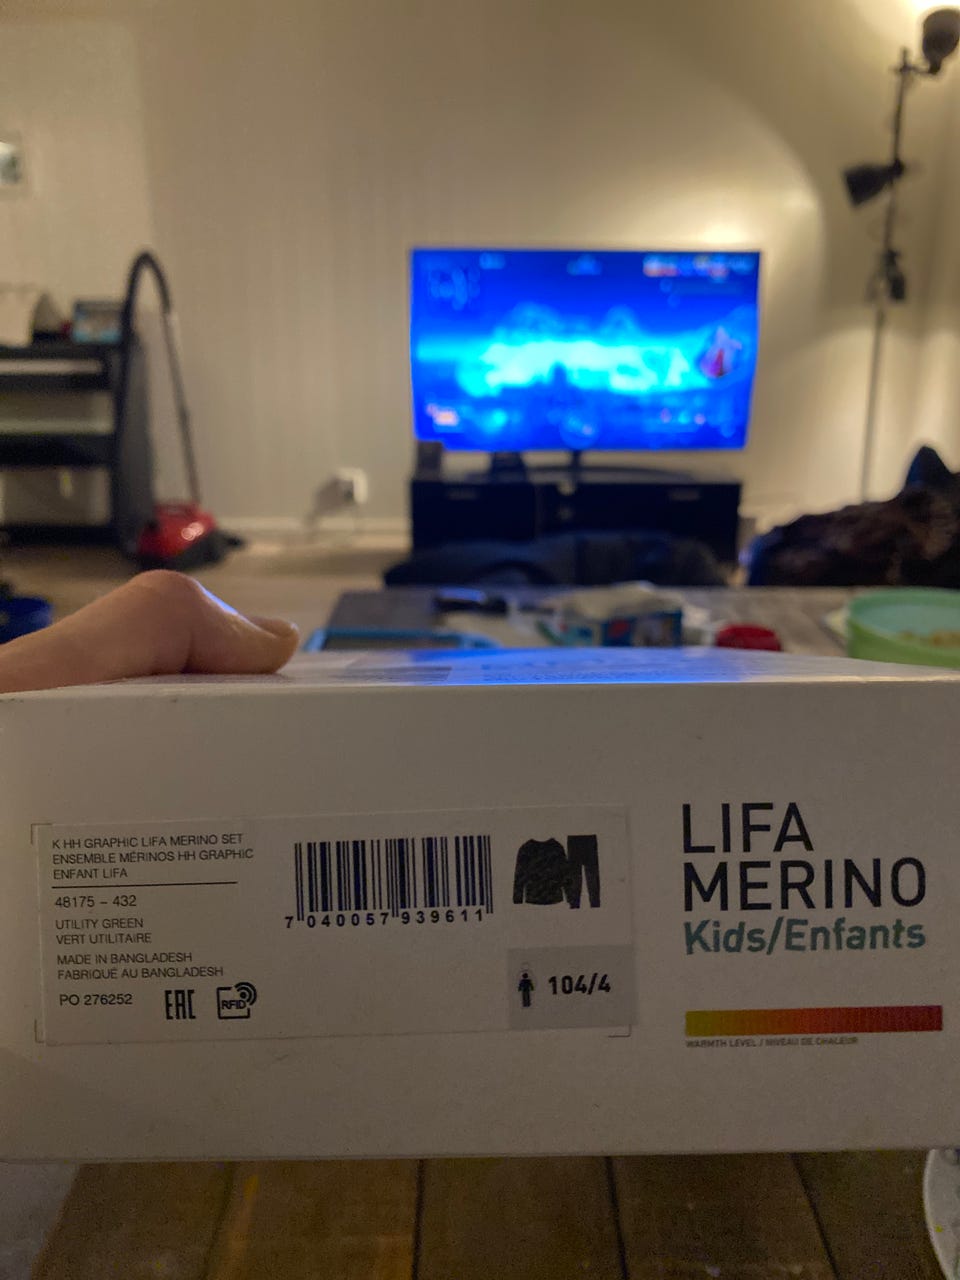 K HH GRAPHIC LIFA MERINO SET
ENSEMBLE MÉRINOS HH GRAPHIC
ENFANT LIFA
48175 – 432
UTILITY GREEN
VERT UTILITAIRE
MADE IN BANGLADESH
FABRIQUÉ AU BANGLADESH
PO 276252
EAC
RFID
7 040057 939611
104/4
LIFA
MERINO
Kids/Enfants
WARMTH LEVEL / NIVEAU DE CHALEUR